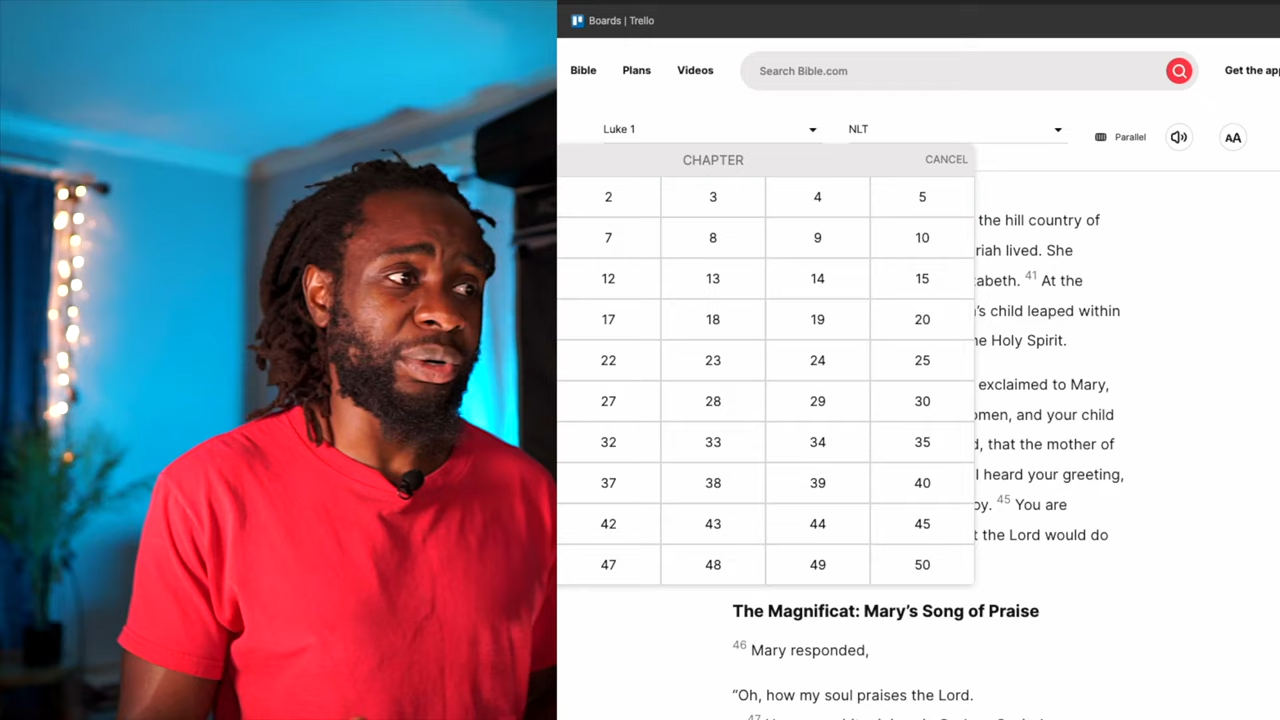 Boards | Trello
Bible Plans Videos Search Bible.com Get the app
Luke 1 NLT Parallel AA
CHAPTER CANCEL
2 3 4 5
7 8 9 10
12 13 14 15
17 18 19 20
22 23 24 25
27 28 29 30
32 33 34 35
37 38 39 40
42 43 44 45
47 48 49 50
the hill country of
riah lived. She
abeth. 41 At the
's child leaped within
he Holy Spirit.
exclaimed to Mary,
omen, and your child
d, that the mother of
I heard your greeting,
oy. 45 You are
t the Lord would do
The Magnificat: Mary’s Song of Praise
46 Mary responded,
“Oh, how my soul praises the Lord.
47